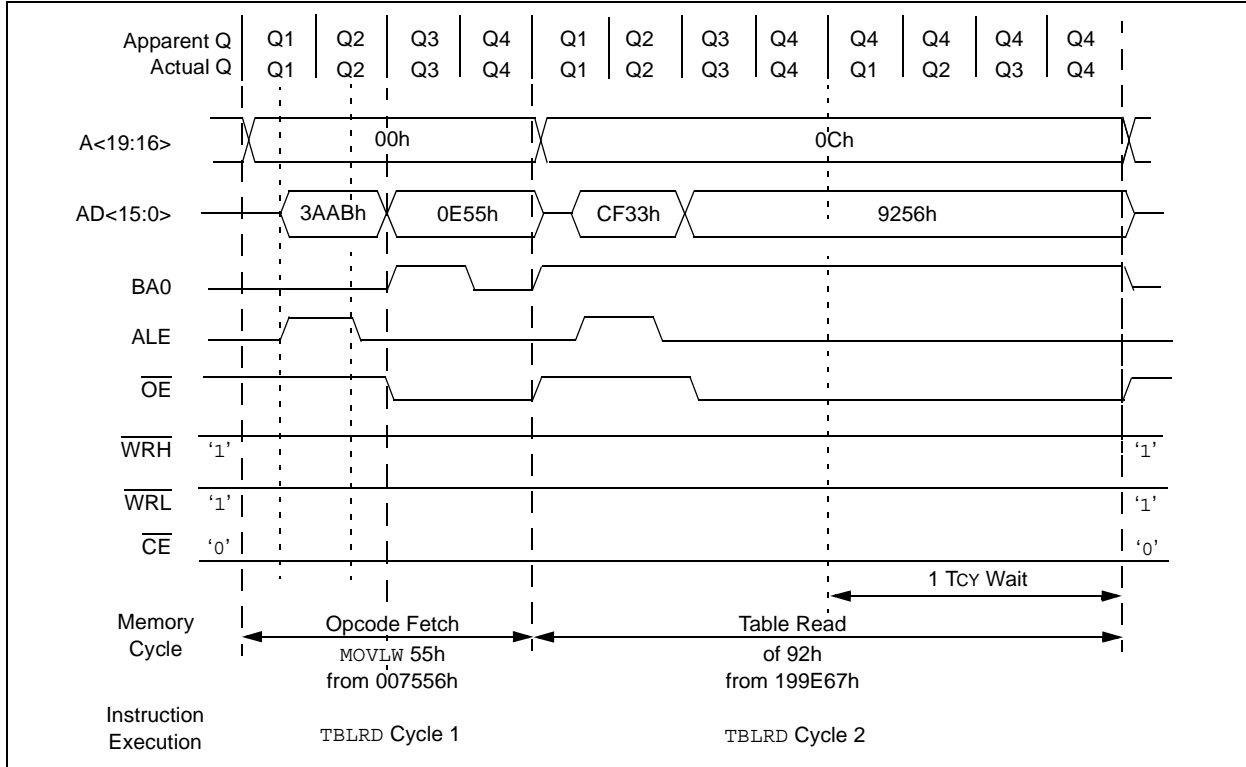 Apparent Q Q1 Q2 Q3 Q4 Q1 Q2 Q3 Q4 Q4 Q4 Q4 Q4
Actual Q Q1 Q2 Q3 Q4 Q1 Q2 Q3 Q4 Q1 Q2 Q3 Q4
A<19:16> 00h 0Ch
AD<15:0> 3AABh 0E55h CF33h 9256h
BA0
ALE
OE
WRH ‘1’ ‘1’
WRL ‘1’ ‘1’
CE ‘0’ ‘0’
1 TCY Wait
Memory Cycle
Opcode Fetch
MOVLW 55h
from 007556h
Table Read
of 92h
from 199E67h
Instruction Execution
TBLRD Cycle 1 TBLRD Cycle 2